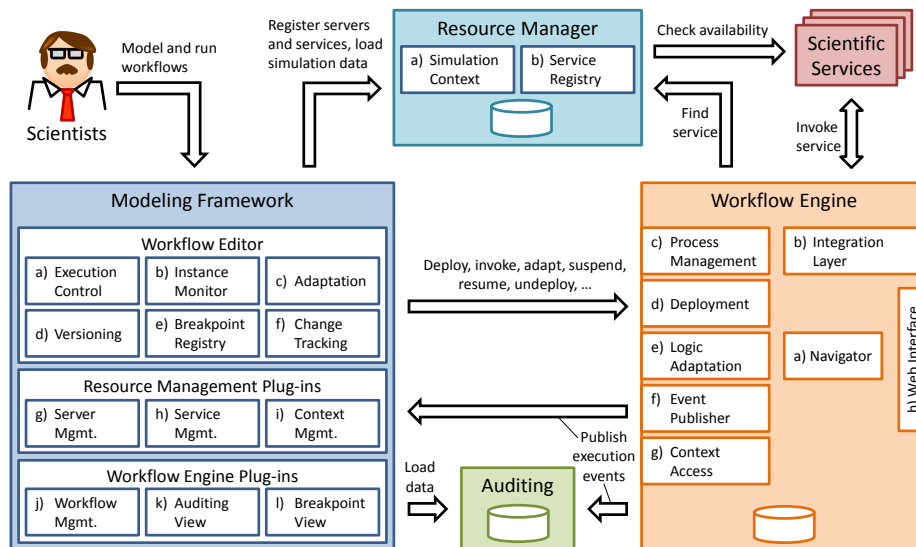 Scientists
Model and run
workflows
Register servers
and services, load
simulation data
Resource Manager
a) Simulation
Context
b) Service
Registry
Check availability
Scientific
Services
Find
service
Invoke
service
Modeling Framework
Workflow Editor
a) Execution
Control
b) Instance
Monitor
c) Adaptation
d) Versioning
e) Breakpoint
Registry
f) Change
Tracking
Resource Management Plug-ins
g) Server
Mgmt.
h) Service
Mgmt.
i) Context
Mgmt.
Workflow Engine Plug-ins
j) Workflow
Mgmt.
k) Auditing
View
l) Breakpoint
View
Deploy, invoke, adapt, suspend,
resume, undeploy, ...
Publish
execution
events
Load
data
Auditing
Workflow Engine
c) Process
Management
b) Integration
Layer
d) Deployment
e) Logic
Adaptation
a) Navigator
f) Event
Publisher
g) Context
Access
h) Web Interface